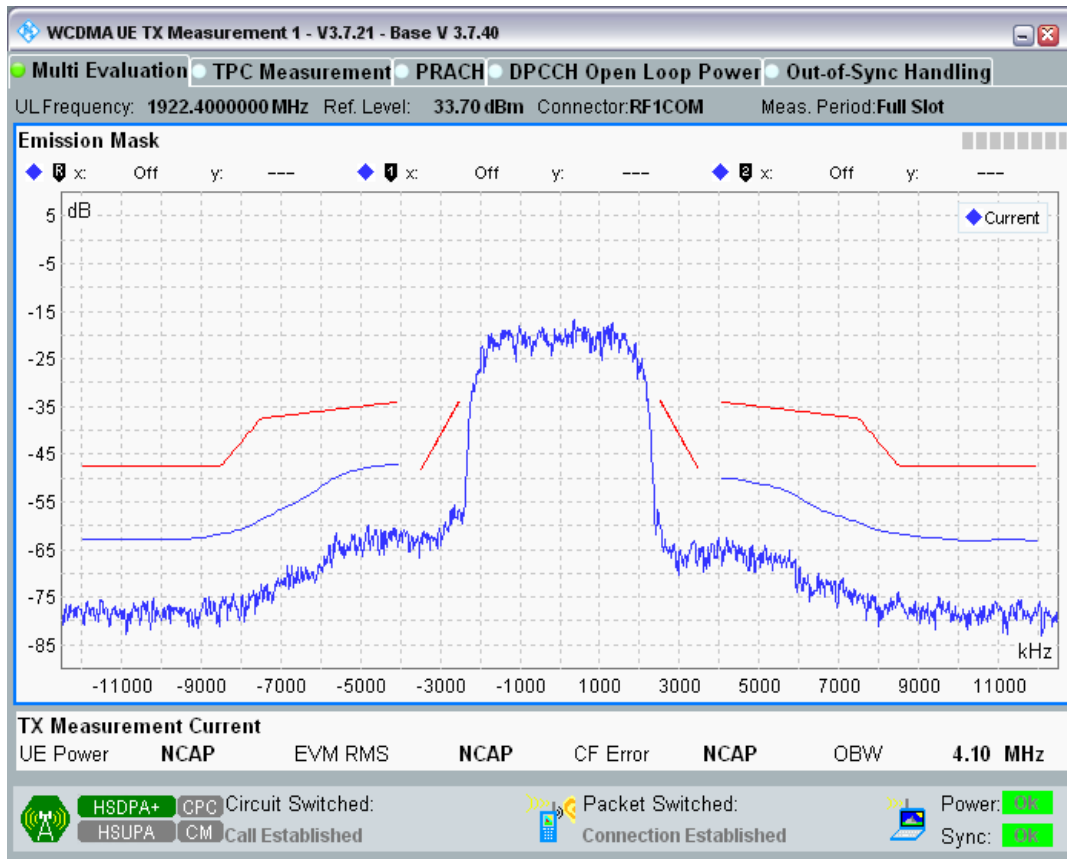 WCDMA UE TX Measurement 1 - V3.7.21 - Base V 3.7.40
Multi Evaluation TPC Measurement PRACH DPCCH Open Loop Power Out-of-Sync Handling
UL Frequency: 1922.4000000 MHz Ref. Level: 33.70 dBm Connector:RF1COM Meas. Period:Full Slot
Emission Mask
R x: Off y: --- 1 x: Off y: --- 2 x: Off y: ---
dB
Current
5
-5
-15
-25
-35
-45
-55
-65
-75
-85
kHz
-11000 -9000 -7000 -5000 -3000 -1000 1000 3000 5000 7000 9000 11000
TX Measurement Current
UE Power NCAP EVM RMS NCAP CF Error NCAP OBW 4.10 MHz
HSDPA+ CPC Circuit Switched: Packet Switched: Power: Ok
HSUPA CM Call Established Connection Established Sync: Ok